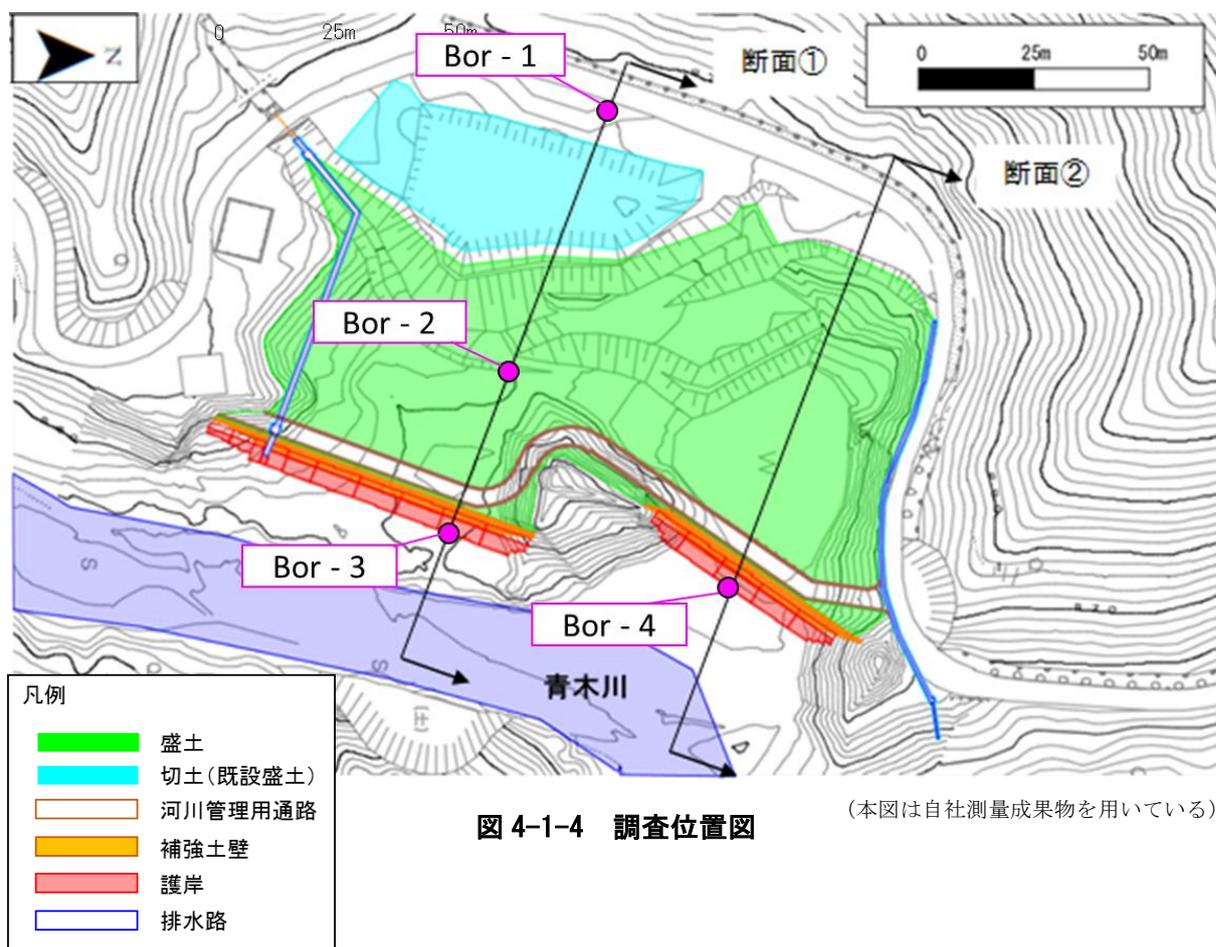 0 25m 50m
N
Bor - 1
断面①
0 25m 50m
断面②
Bor - 2
Bor - 3
Bor - 4
青木川
凡例
盛土
切土(既設盛土)
河川管理用通路
補強土壁
護岸
排水路
図 4-1-4 調査位置図
(本図は自社測量成果物を用いている)